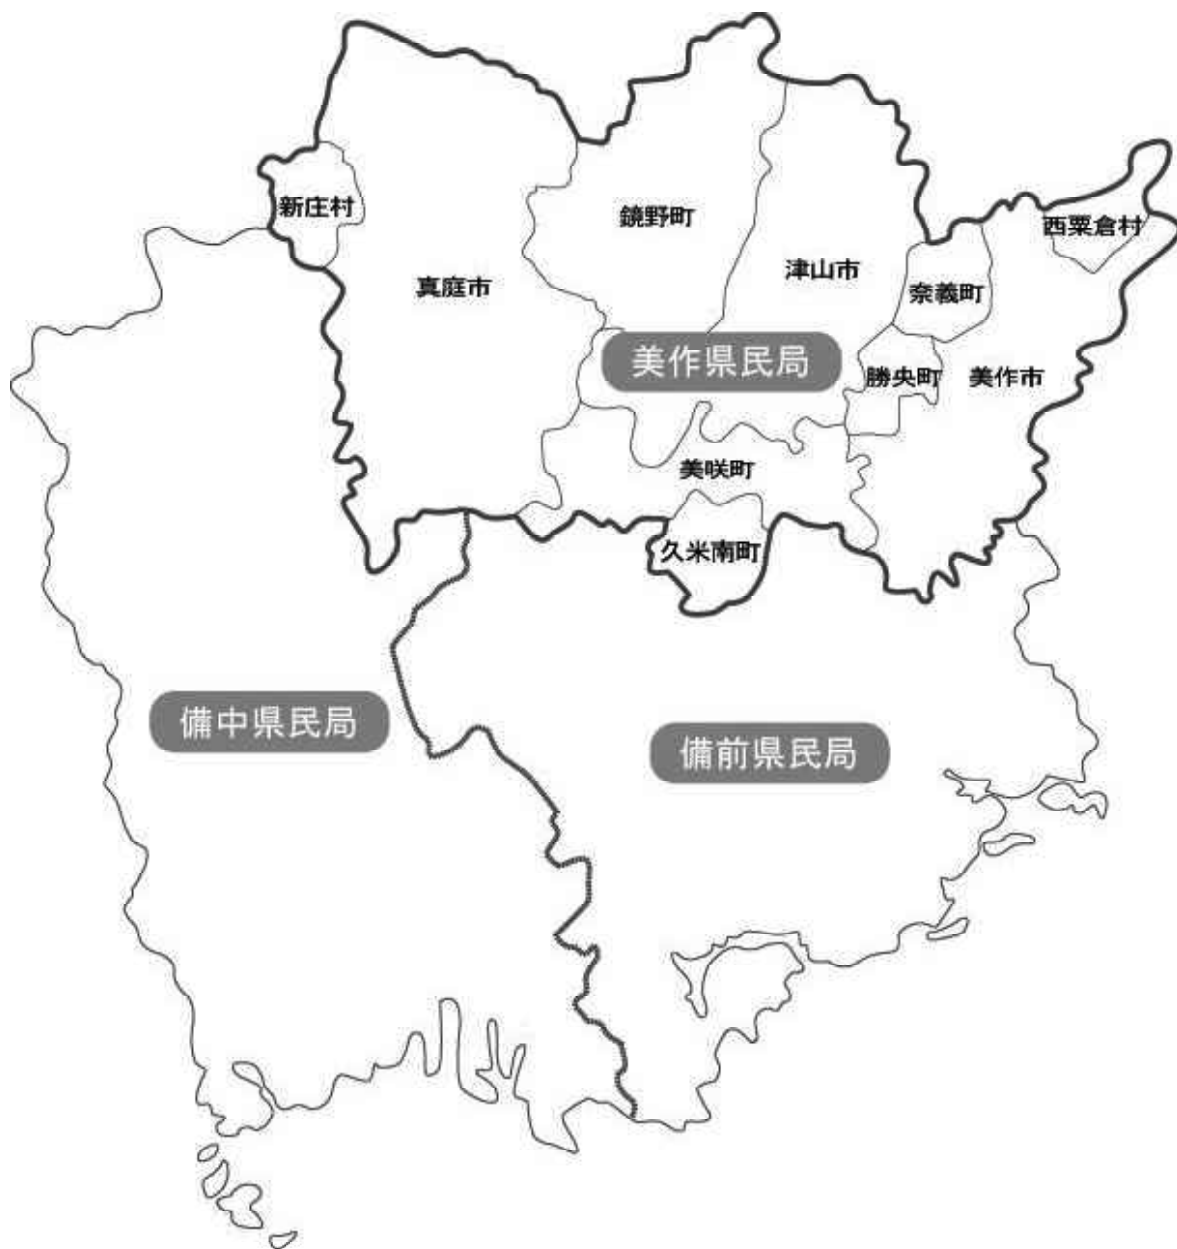 新庄村
鏡野町
西粟倉村
真庭市
津山市
奈義町
美作県民局
勝央町
美作市
美咲町
久米南町
備中県民局
備前県民局